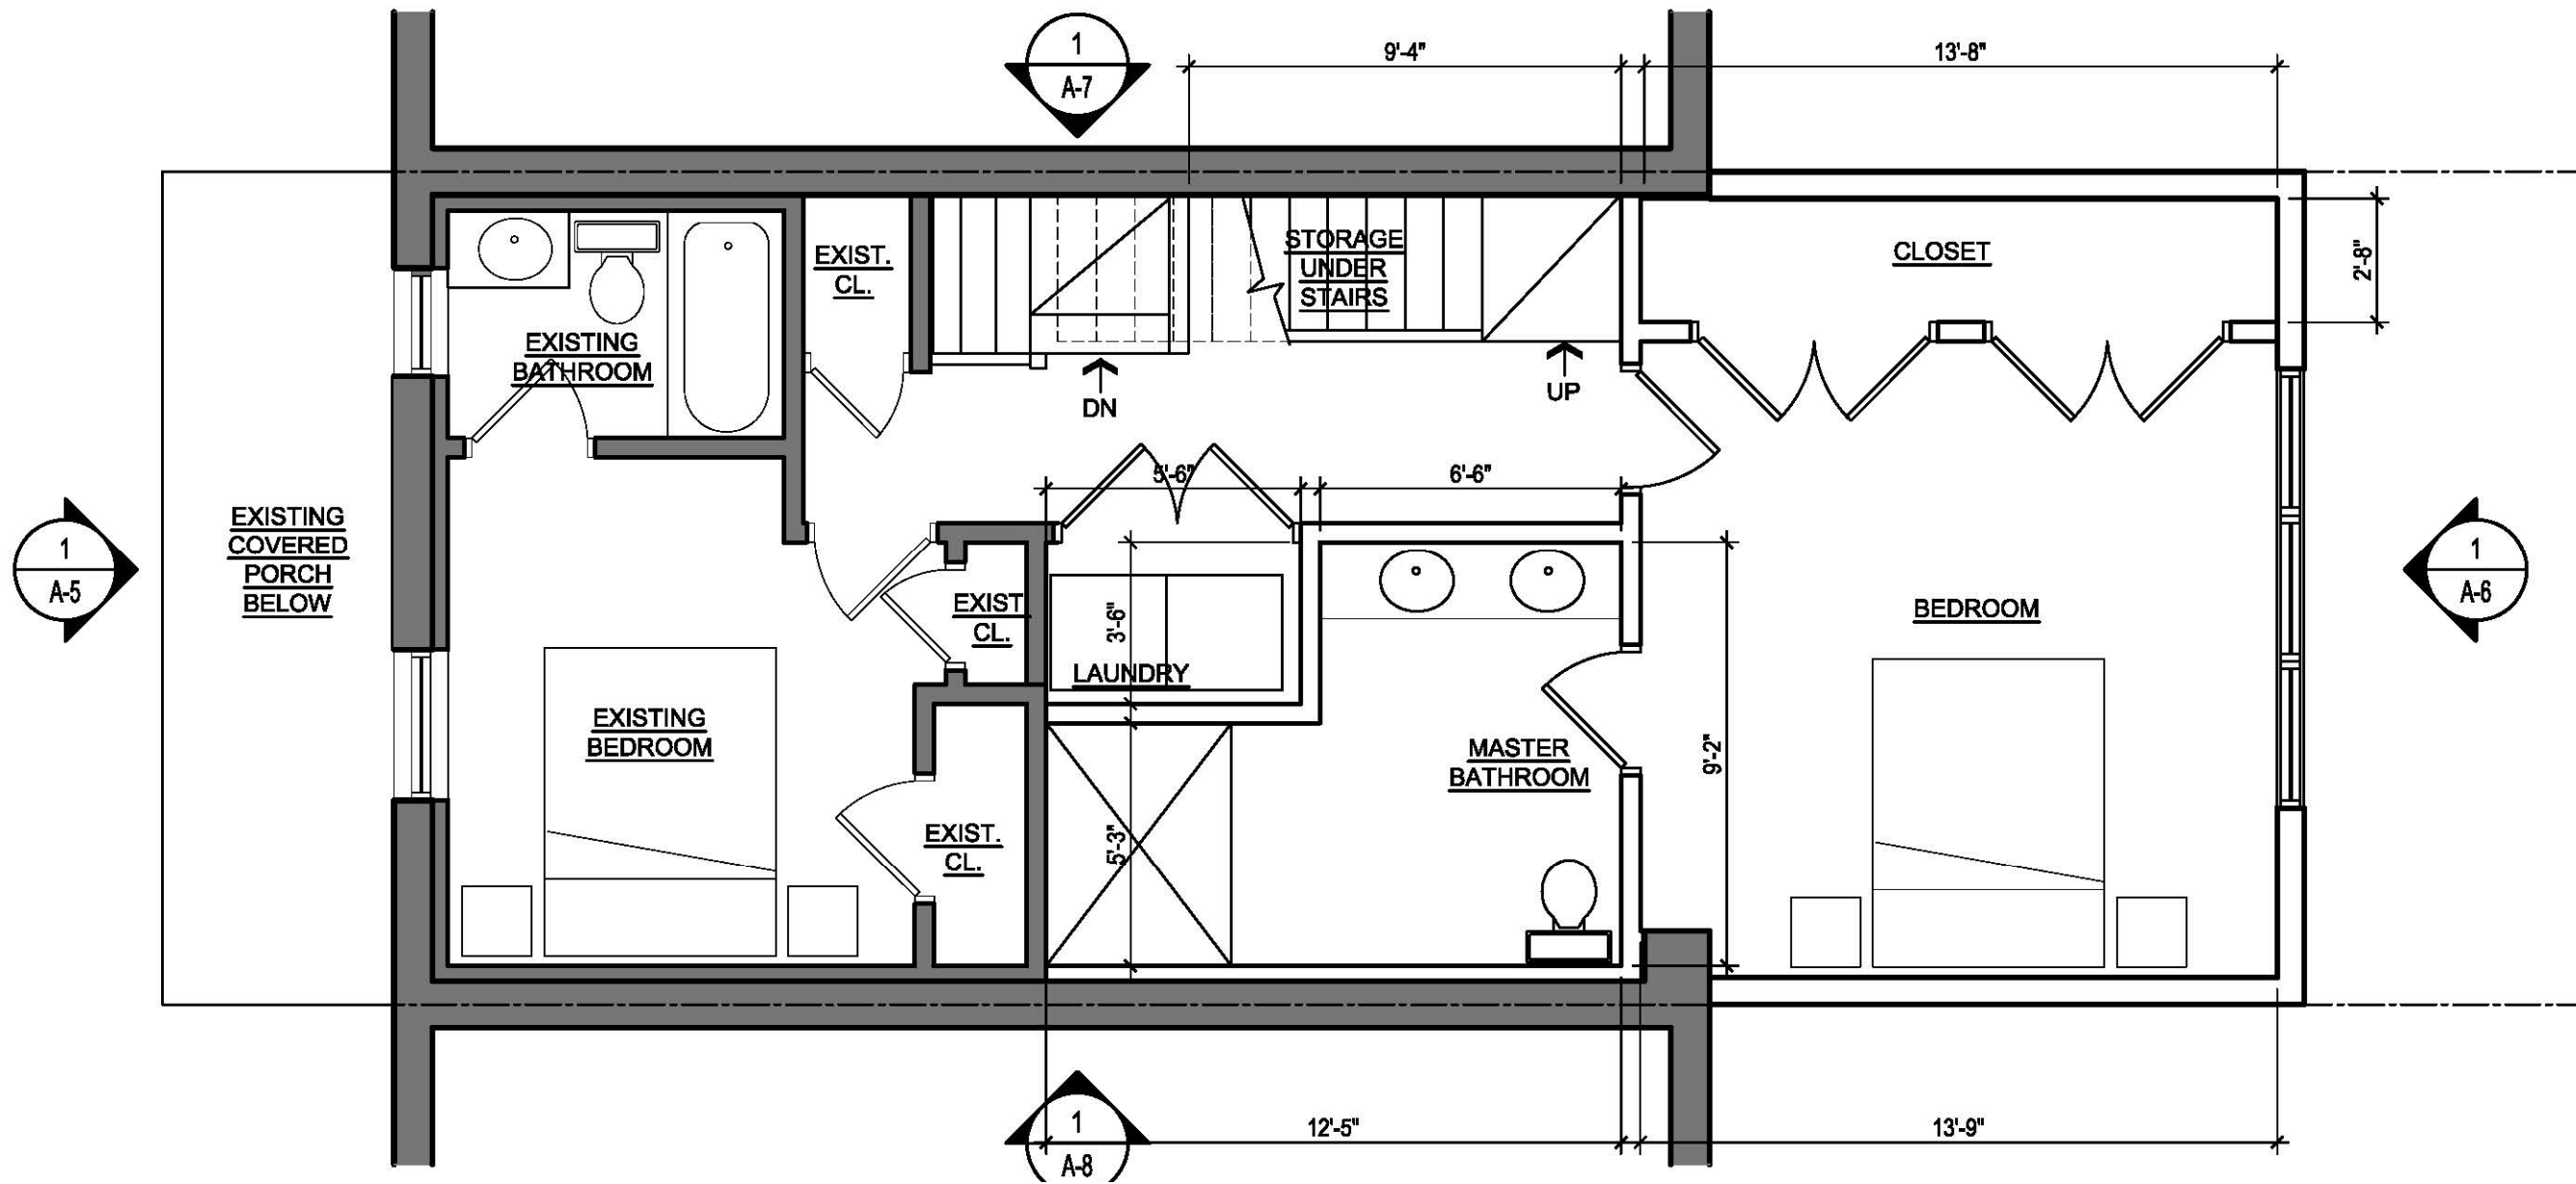 1
A-7
9'-4"
13'-8"
EXIST.
CL.
STORAGE
UNDER
STAIRS
CLOSET
2'-8"
EXISTING
BATHROOM
DN
UP
5'-6"
6'-6"
EXISTING
COVERED
PORCH
BELOW
1
A-5
1
A-6
EXIST.
CL.
3'-6"
LAUNDRY
BEDROOM
EXISTING
BEDROOM
MASTER
BATHROOM
9'-2"
EXIST.
CL.
5'-3"
1
A-8
12'-5"
13'-9"